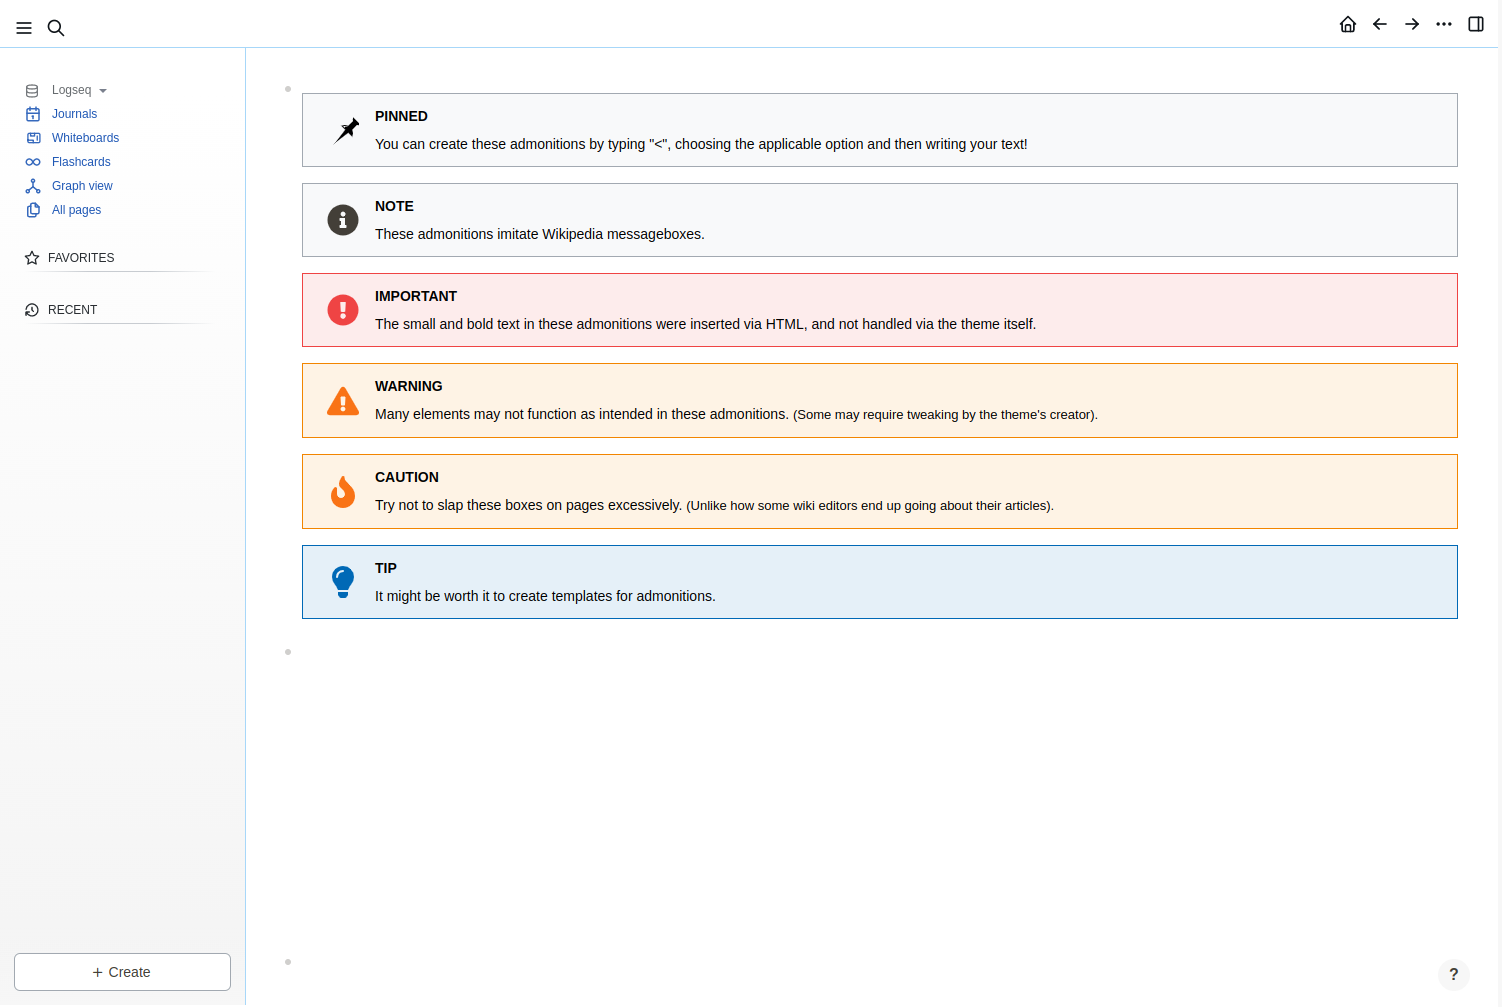 Logseq
Journals
Whiteboards
Flashcards
Graph view
All pages
FAVORITES
RECENT
+ Create
PINNED
You can create these admonitions by typing "<", choosing the applicable option and then writing your text!
NOTE
These admonitions imitate Wikipedia messageboxes.
IMPORTANT
The small and bold text in these admonitions were inserted via HTML, and not handled via the theme itself.
WARNING
Many elements may not function as intended in these admonitions. (Some may require tweaking by the theme's creator).
CAUTION
Try not to slap these boxes on pages excessively. (Unlike how some wiki editors end up going about their articles).
TIP
It might be worth it to create templates for admonitions.
?